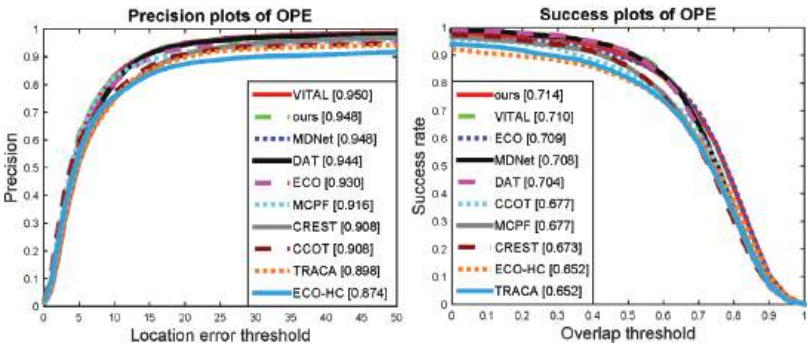 Precision plots of OPE
1
0.9
0.8
0.7
0.6
0.5
0.4
0.3
0.2
0.1
0
Precision
VITAL [0.950]
ours [0.948]
MDNet [0.948]
DAT [0.944]
ECO [0.930]
MCPF [0.916]
CREST [0.908]
CCOT [0.908]
TRACA [0.898]
ECO-HC [0.874]
0 5 10 15 20 25 30 35 40 45 50
Location error threshold
Success plots of OPE
1
0.9
0.8
0.7
0.6
0.5
0.4
0.3
0.2
0.1
0
Success rate
ours [0.714]
VITAL [0.710]
ECO [0.709]
MDNet [0.708]
DAT [0.704]
CCOT [0.677]
MCPF [0.677]
CREST [0.673]
ECO-HC [0.652]
TRACA [0.652]
0 0.1 0.2 0.3 0.4 0.5 0.6 0.7 0.8 0.9 1
Overlap threshold